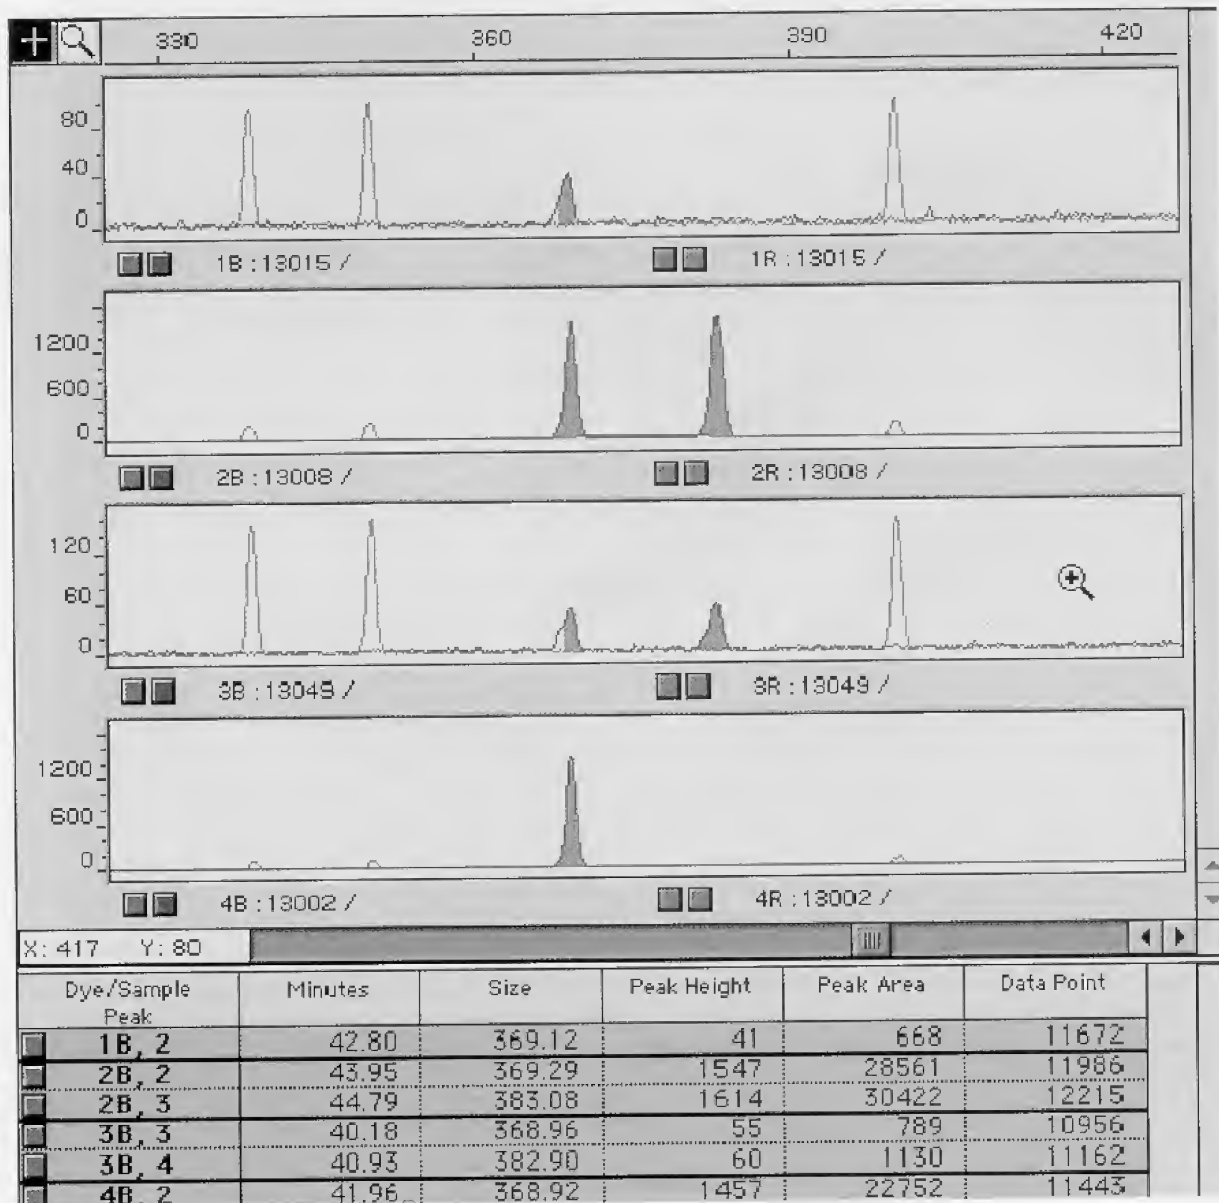 330 360 390 420
80
40
0
1B:13015 / 1R:13015 /
1200
600
0
2B:13008 / 2R:13008 /
120
60
0
3B:13049 / 3R:13049 /
1200
600
0
4B:13002 / 4R:13002 /
X: 417 Y: 80
Dye/Sample Peak Minutes Size Peak Height Peak Area Data Point
1B, 2 42.80 369.12 41 668 11672
2B, 2 43.95 369.29 1547 28561 11986
2B, 3 44.79 383.08 1614 30422 12215
3B, 3 40.18 368.96 55 789 10956
3B, 4 40.93 382.90 60 1130 11162
4B, 2 41.96 368.92 1457 22752 11443